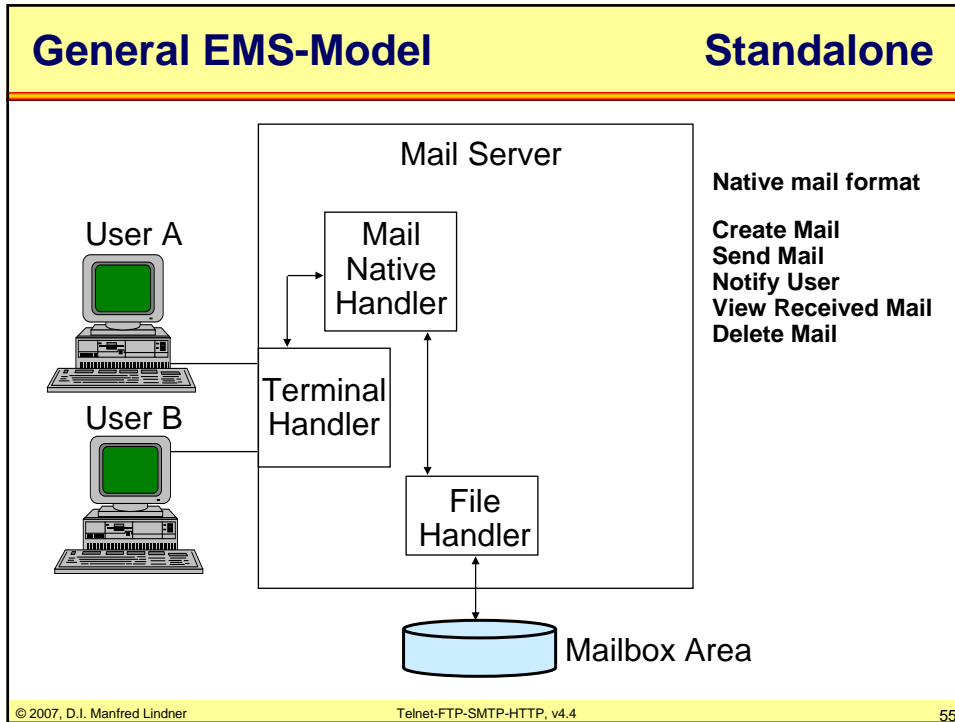 General EMS-Model Standalone
Mail Server
Native mail format
Create Mail
Send Mail
Notify User
View Received Mail
Delete Mail
User A
Mail
Native
Handler
Terminal
Handler
User B
File
Handler
Mailbox Area
© 2007, D.I. Manfred Lindner Telnet-FTP-SMTP-HTTP, v4.4 55